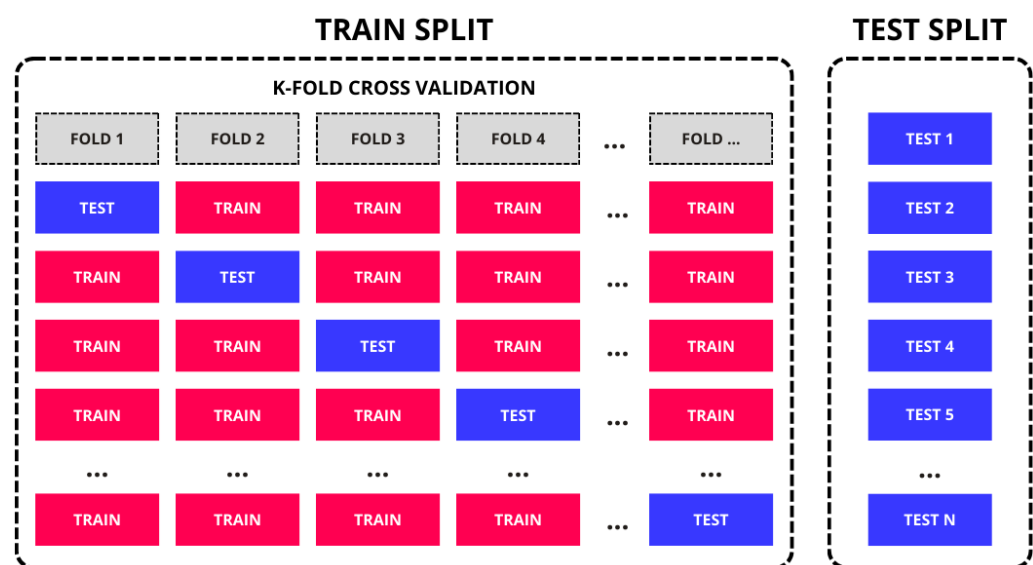 TRAIN SPLIT TEST SPLIT
K-FOLD CROSS VALIDATION
FOLD 1 FOLD 2 FOLD 3 FOLD 4 ... FOLD ... TEST 1
TEST TRAIN TRAIN TRAIN ... TRAIN TEST 2
TRAIN TEST TRAIN TRAIN ... TRAIN TEST 3
TRAIN TRAIN TEST TRAIN ... TRAIN TEST 4
TRAIN TRAIN TRAIN TEST ... TRAIN TEST 5
... ... ... ... ... ...
TRAIN TRAIN TRAIN TRAIN ... TEST TEST N